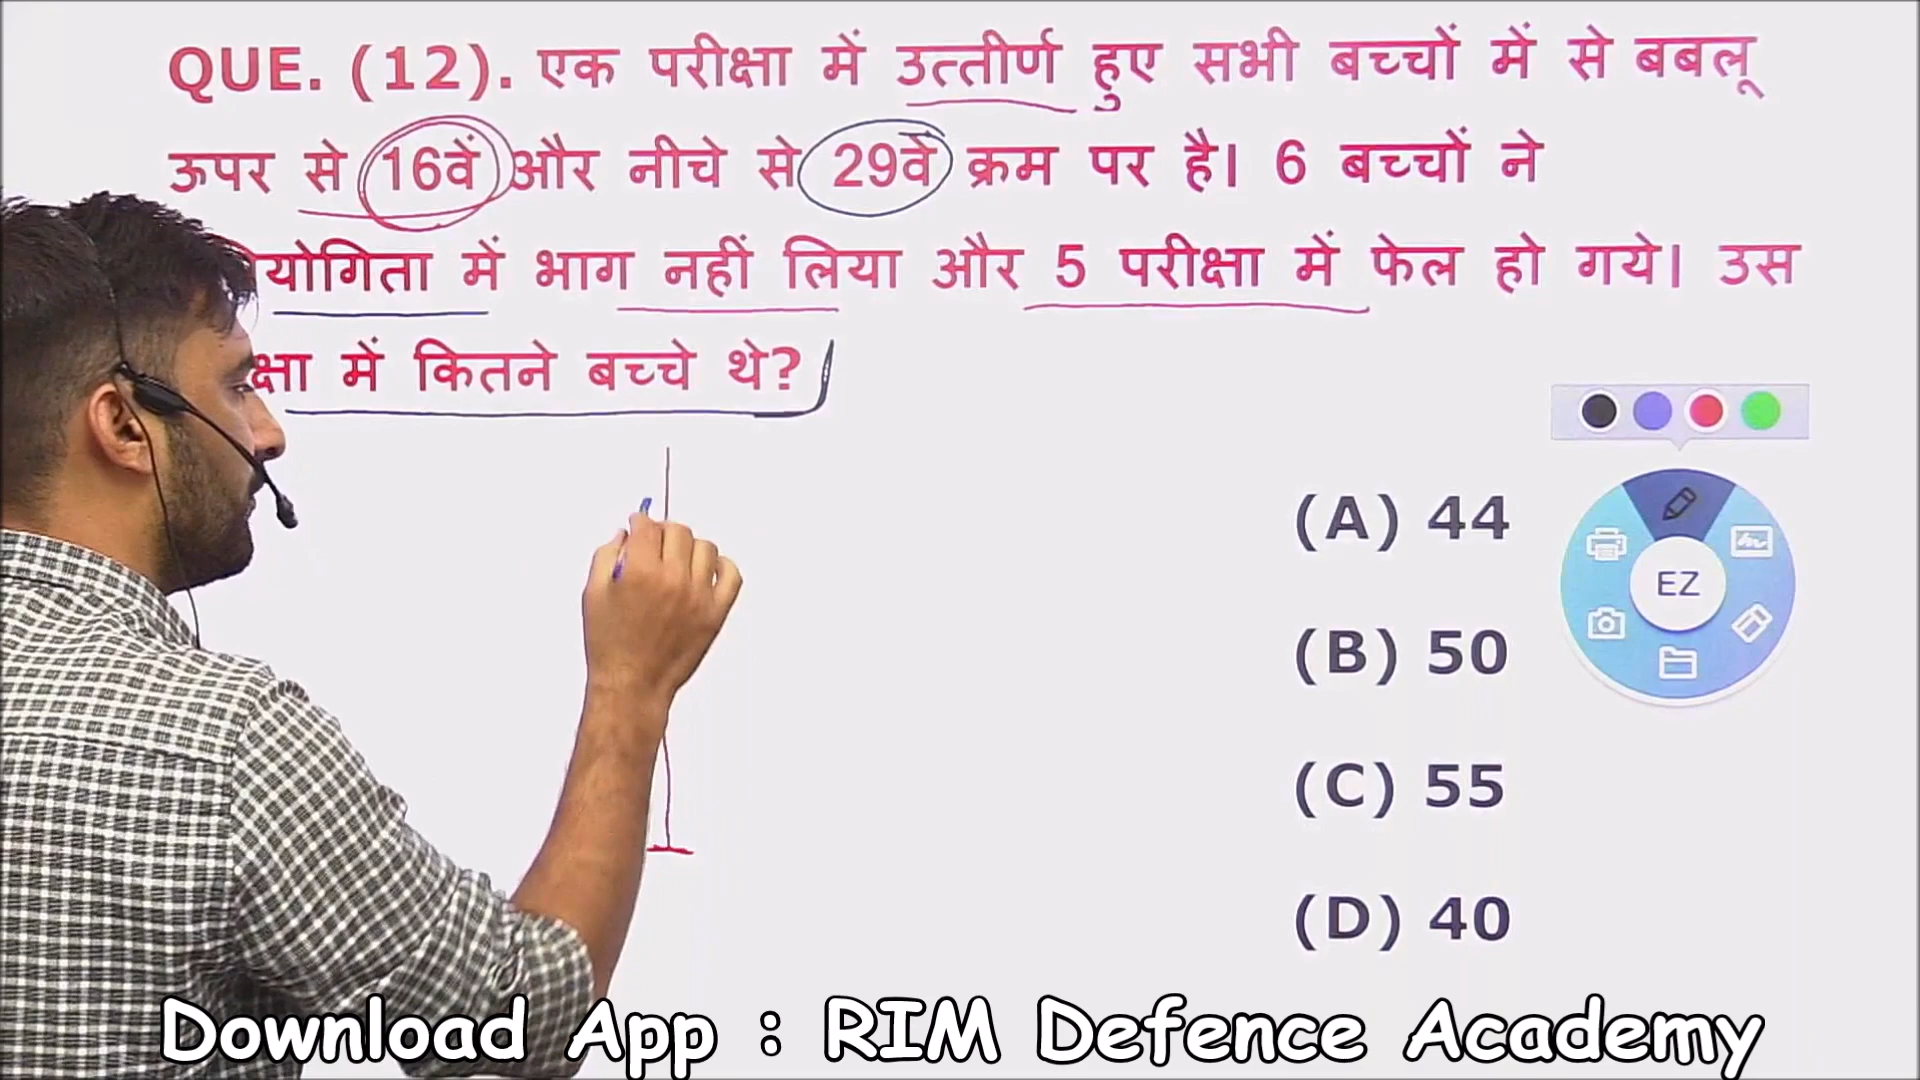 QUE. (12). एक परीक्षा में उत्तीर्ण हुए सभी बच्चों में से बबलू
ऊपर से 16वें और नीचे से 29वें क्रम पर है। 6 बच्चों ने
में भाग नहीं लिया और 5 परीक्षा में फेल हो गये। उस
में कितने बच्चे थे?
(A) 44
(B) 50
(C) 55
(D) 40
EZ
Download App : RIM Defence Academy